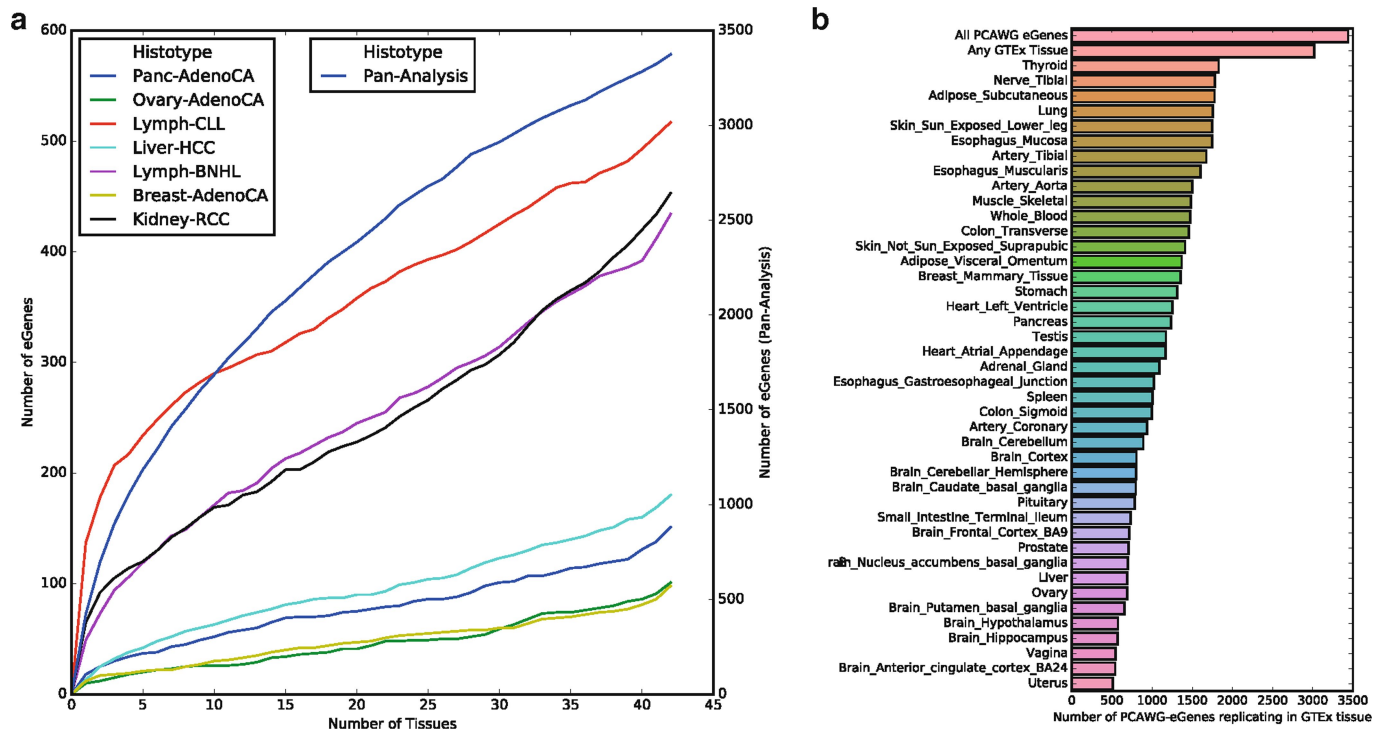 a
600
500
400
300
200
100
0
Number of eGenes
Histotype
Panc-AdenoCA
Ovary-AdenoCA
Lymph-CLL
Liver-HCC
Lymph-BNHL
Breast-AdenoCA
Kidney-RCC
Histotype
Pan-Analysis
3500
3000
2500
2000
1500
1000
500
0
Number of eGenes (Pan-Analysis)
0 5 10 15 20 25 30 35 40 45
Number of Tissues
b
All PCAWG eGenes
Any GTEx Tissue
Thyroid
Nerve_Tibial
Adipose_Subcutaneous
Lung
Skin_Sun_Exposed_Lower_leg
Esophagus_Mucosa
Artery_Tibial
Esophagus_Muscularis
Artery_Aorta
Muscle_Skeletal
Whole_Blood
Colon_Transverse
Skin_Not_Sun_Exposed_Suprapubic
Adipose_Visceral_Omentum
Breast_Mammary_Tissue
Stomach
Heart_Left_Ventricle
Pancreas
Testis
Heart_Atrial_Appendage
Adrenal_Gland
Esophagus_Gastroesophageal_Junction
Spleen
Colon_Sigmoid
Artery_Coronary
Brain_Cerebellum
Brain_Cortex
Brain_Cerebellar_Hemisphere
Brain_Caudate_basal_ganglia
Pituitary
Small_Intestine_Terminal_Ileum
Brain_Frontal_Cortex_BA9
Prostate
_Nucleus_accumbens_basal_ganglia
Liver
Ovary
Brain_Putamen_basal_ganglia
Brain_Hypothalamus
Brain_Hippocampus
Vagina
Brain_Anterior_cingulate_cortex_BA24
Uterus
0 500 1000 1500 2000 2500 3000 3500
Number of PCAWG-eGenes replicating in GTEx tissue